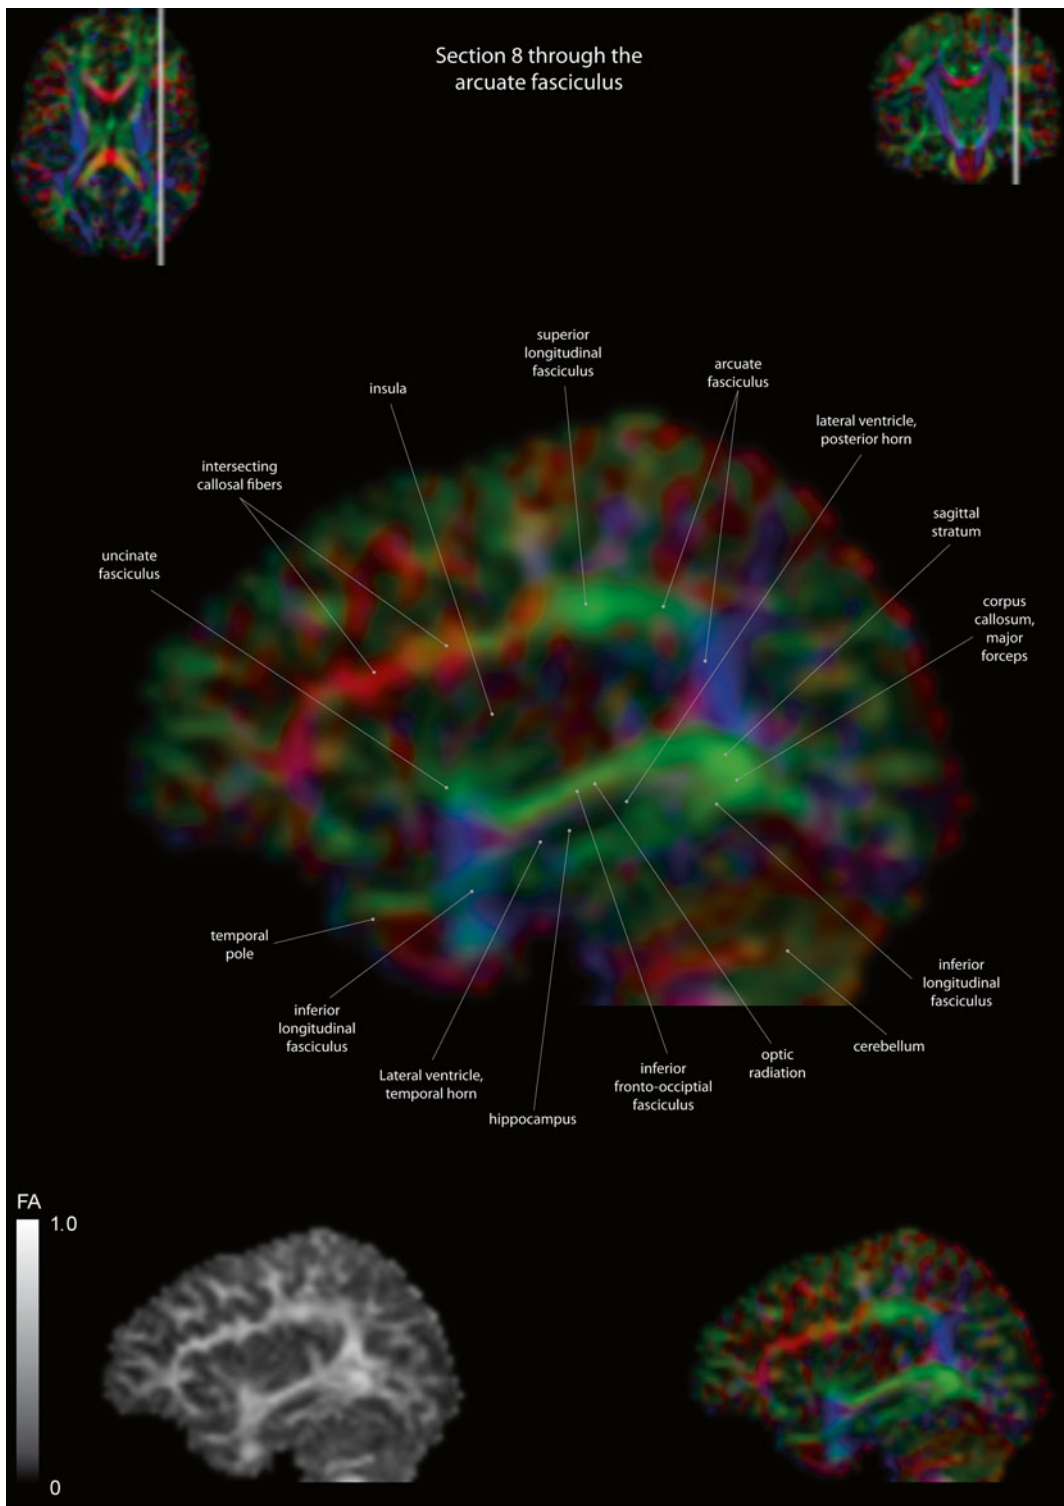 Section 8 through the
arcuate fasciculus
superior
longitudinal
fasciculus
arcuate
fasciculus
insula
lateral ventricle,
posterior horn
intersecting
callosal fibers
sagittal
stratum
uncinate
fasciculus
corpus
callosum,
major
forceps
temporal
pole
inferior
longitudinal
fasciculus
inferior
longitudinal
fasciculus
cerebellum
optic
radiation
inferior
fronto-occiptial
fasciculus
Lateral ventricle,
temporal horn
hippocampus
FA
1.0
0